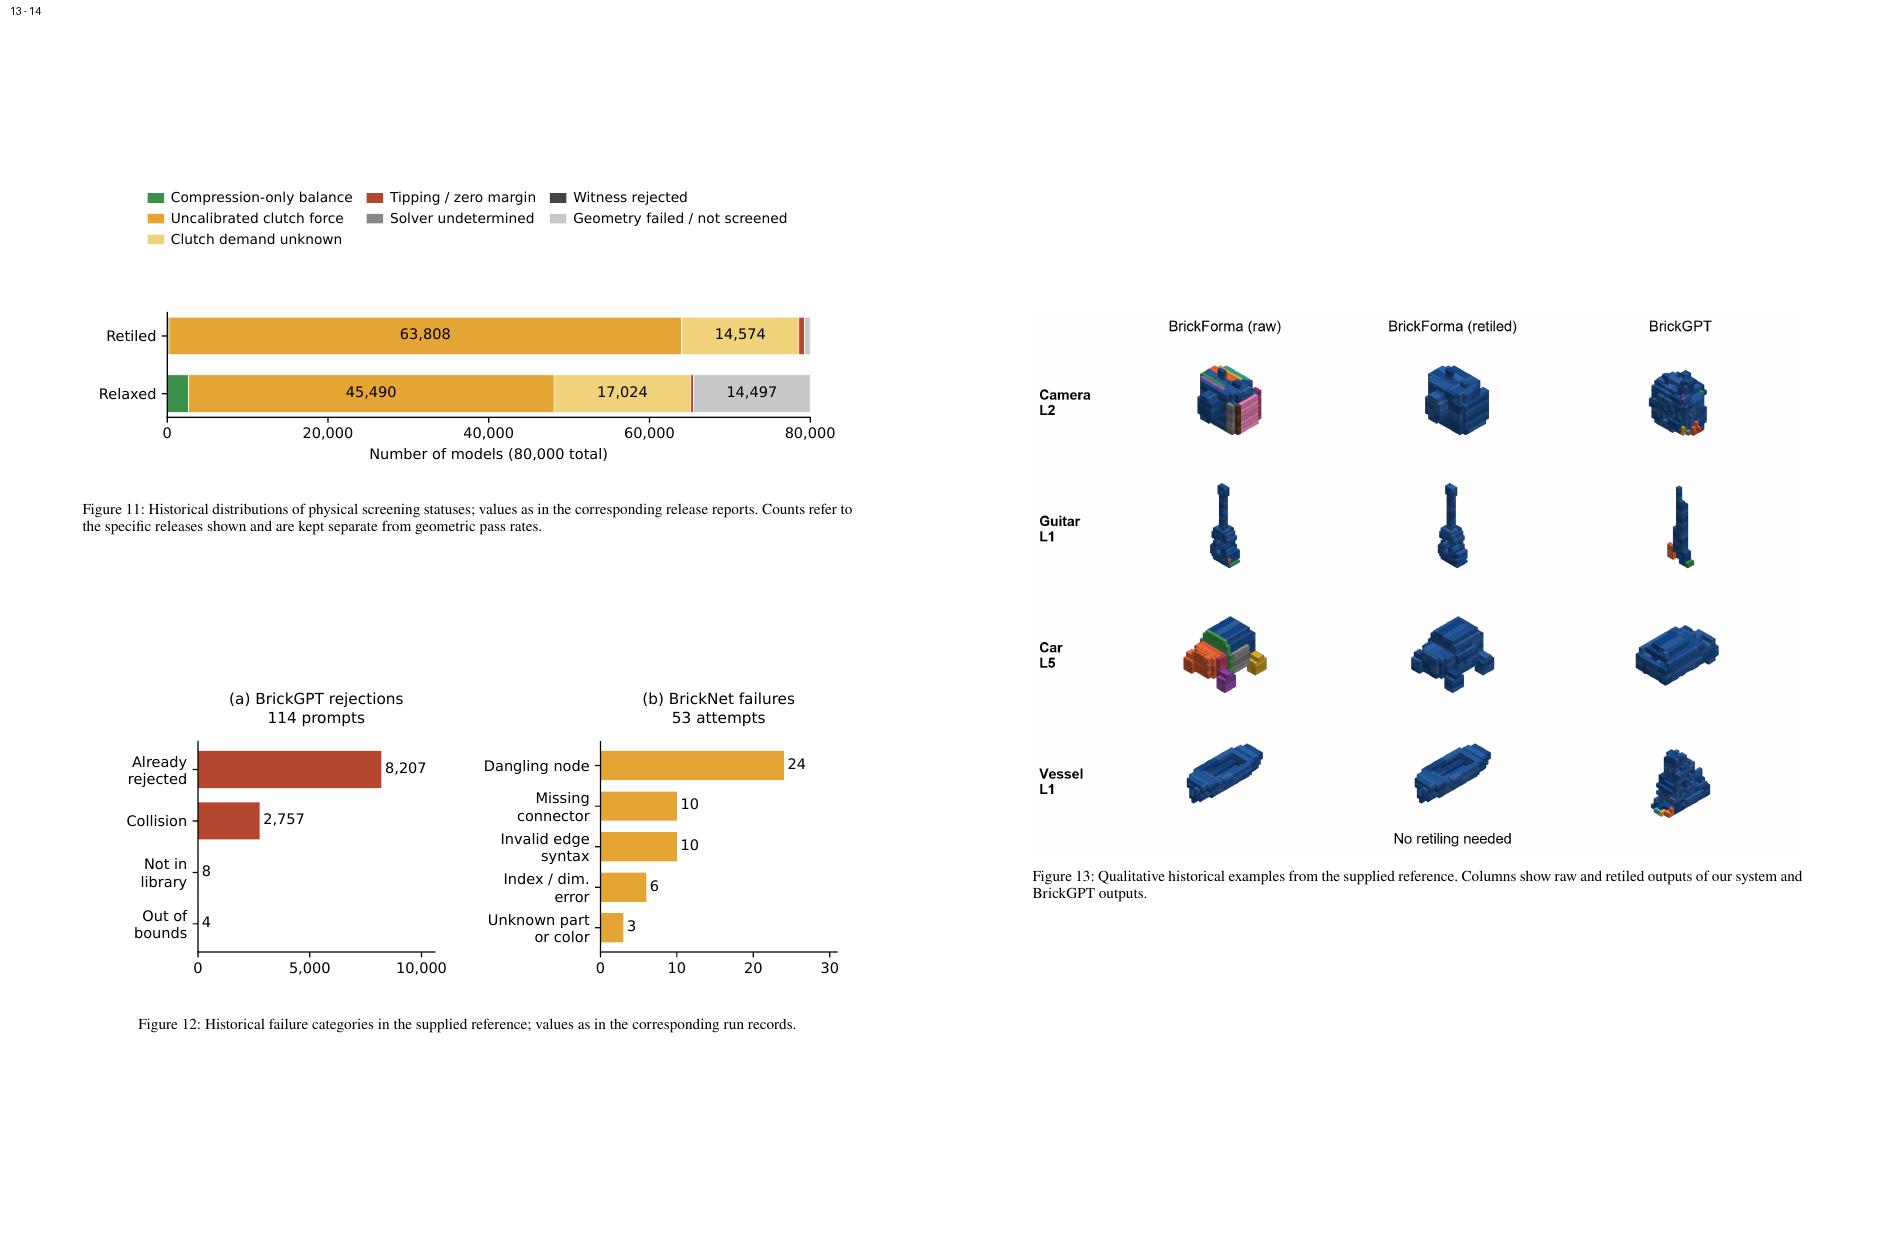 13 - 14
Compression-only balance
Uncalibrated clutch force
Clutch demand unknown
Tipping / zero margin
Solver undetermined
Witness rejected
Geometry failed / not screened
Retiled
63,808
14,574
Relaxed
45,490
17,024
14,497
0
20,000
40,000
60,000
80,000
Number of models (80,000 total)
Figure 11: Historical distributions of physical screening statuses; values as in the corresponding release reports. Counts refer to
the specific releases shown and are kept separate from geometric pass rates.
(a) BrickGPT rejections
114 prompts
Already
rejected
8,207
Collision
2,757
Not in
library
8
Out of
bounds
4
0
5,000
10,000
(b) BrickNet failures
53 attempts
Dangling node
24
Missing
connector
10
Invalid edge
syntax
10
Index / dim.
error
6
Unknown part
or color
3
0
10
20
30
Figure 12: Historical failure categories in the supplied reference; values as in the corresponding run records.
BrickForma (raw)
BrickForma (retiled)
BrickGPT
Camera
L2
Guitar
L1
Car
L5
Vessel
L1
No retiling needed
Figure 13: Qualitative historical examples from the supplied reference. Columns show raw and retiled outputs of our system and
BrickGPT outputs.